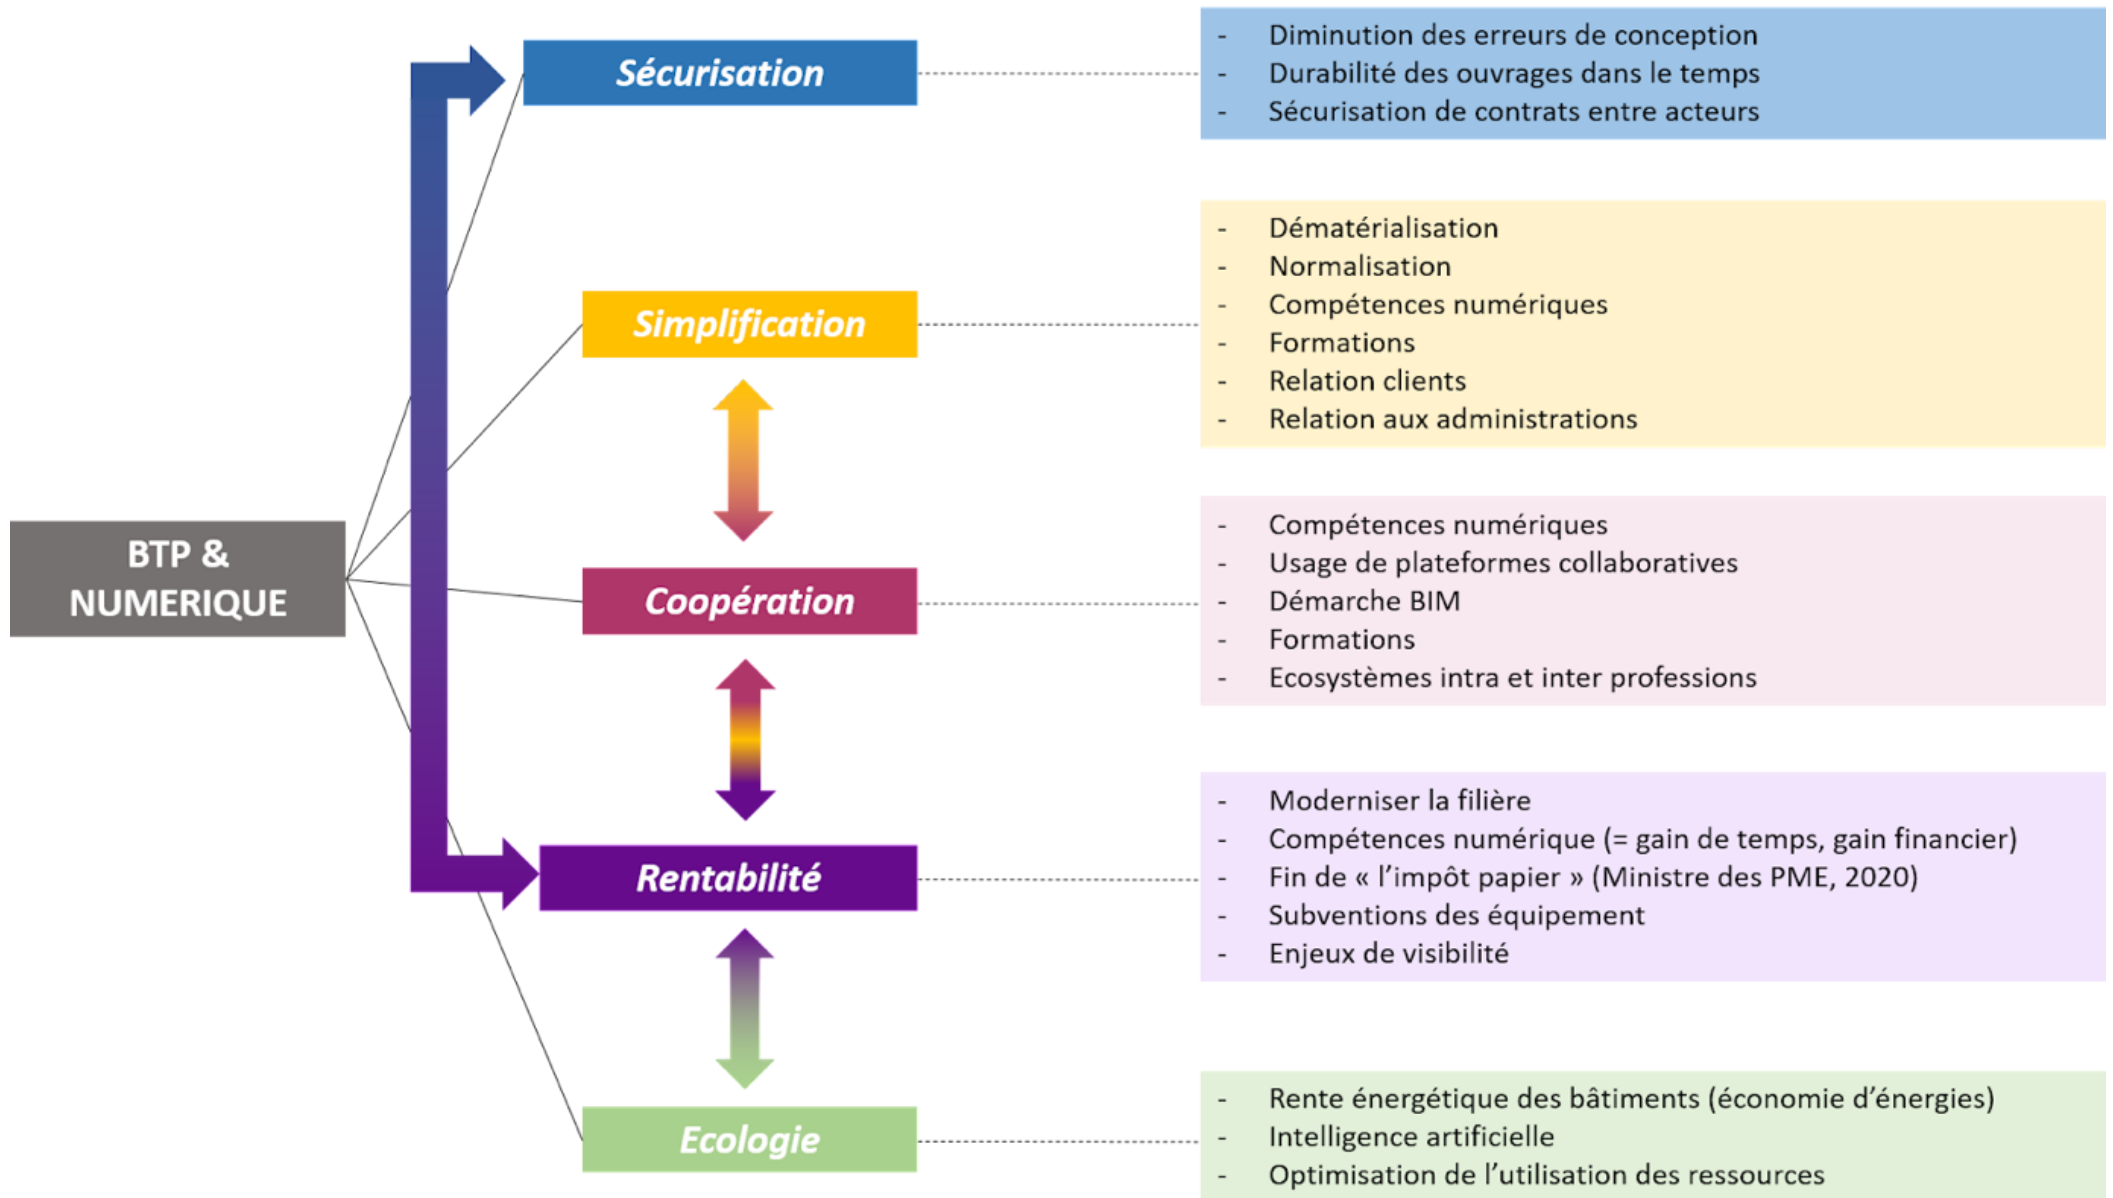 BTP &
NUMERIQUE
Sécurisation
- Diminution des erreurs de conception
- Durabilité des ouvrages dans le temps
- Sécurisation de contrats entre acteurs
Simplification
- Dématérialisation
- Normalisation
- Compétences numériques
- Formations
- Relation clients
- Relation aux administrations
Coopération
- Compétences numériques
- Usage de plateformes collaboratives
- Démarche BIM
- Formations
- Ecosystèmes intra et inter professions
Rentabilité
- Moderniser la filière
- Compétences numérique (= gain de temps, gain financier)
- Fin de « l’impôt papier » (Ministre des PME, 2020)
- Subventions des équipement
- Enjeux de visibilité
Ecologie
- Rente énergétique des bâtiments (économie d’énergies)
- Intelligence artificielle
- Optimisation de l’utilisation des ressources